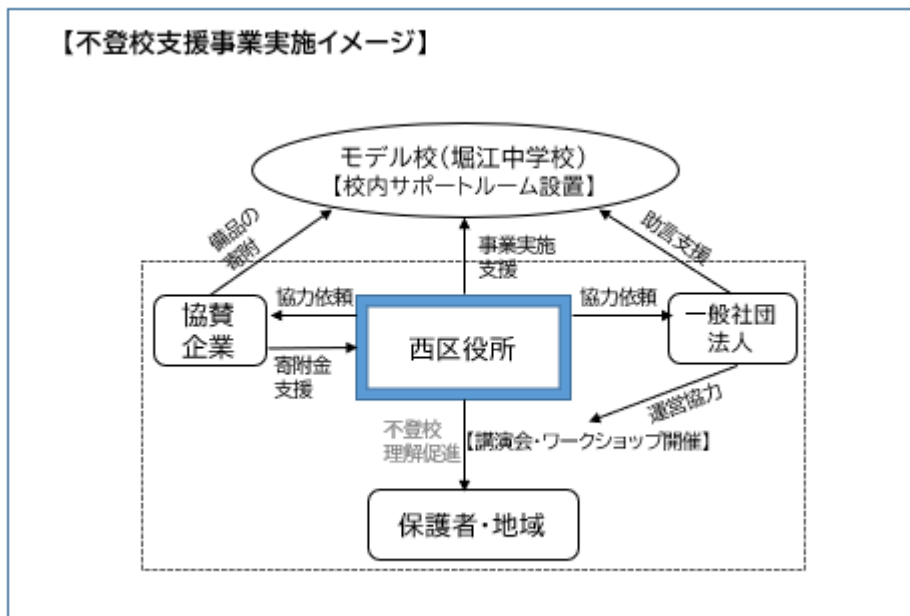 【不登校支援事業実施イメージ】
モデル校(堀江中学校)
【校内サポートルーム設置】
備品の
寄附
事業実施
支援
助言支援
協賛
企業
協力依頼
寄附金
支援
西区役所
協力依頼
一般社団
法人
運営協力
不登校
理解促進
【講演会・ワークショップ開催】
保護者・地域